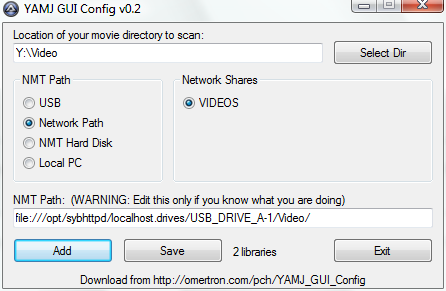 YAMJ GUI Config v0.2
Location of your movie directory to scan:
Y:\Video
Select Dir
NMT Path
USB
Network Path
NMT Hard Disk
Local PC
Network Shares
VIDEOS
NMT Path: (WARNING: Edit this only if you know what you are doing)
file:///opt/sybhttpd/localhost.drives/USB_DRIVE_A-1/Video/
Add
Save
2 libraries
Exit
Download from http://omertron.com/pch/YAMJ_GUI_Config